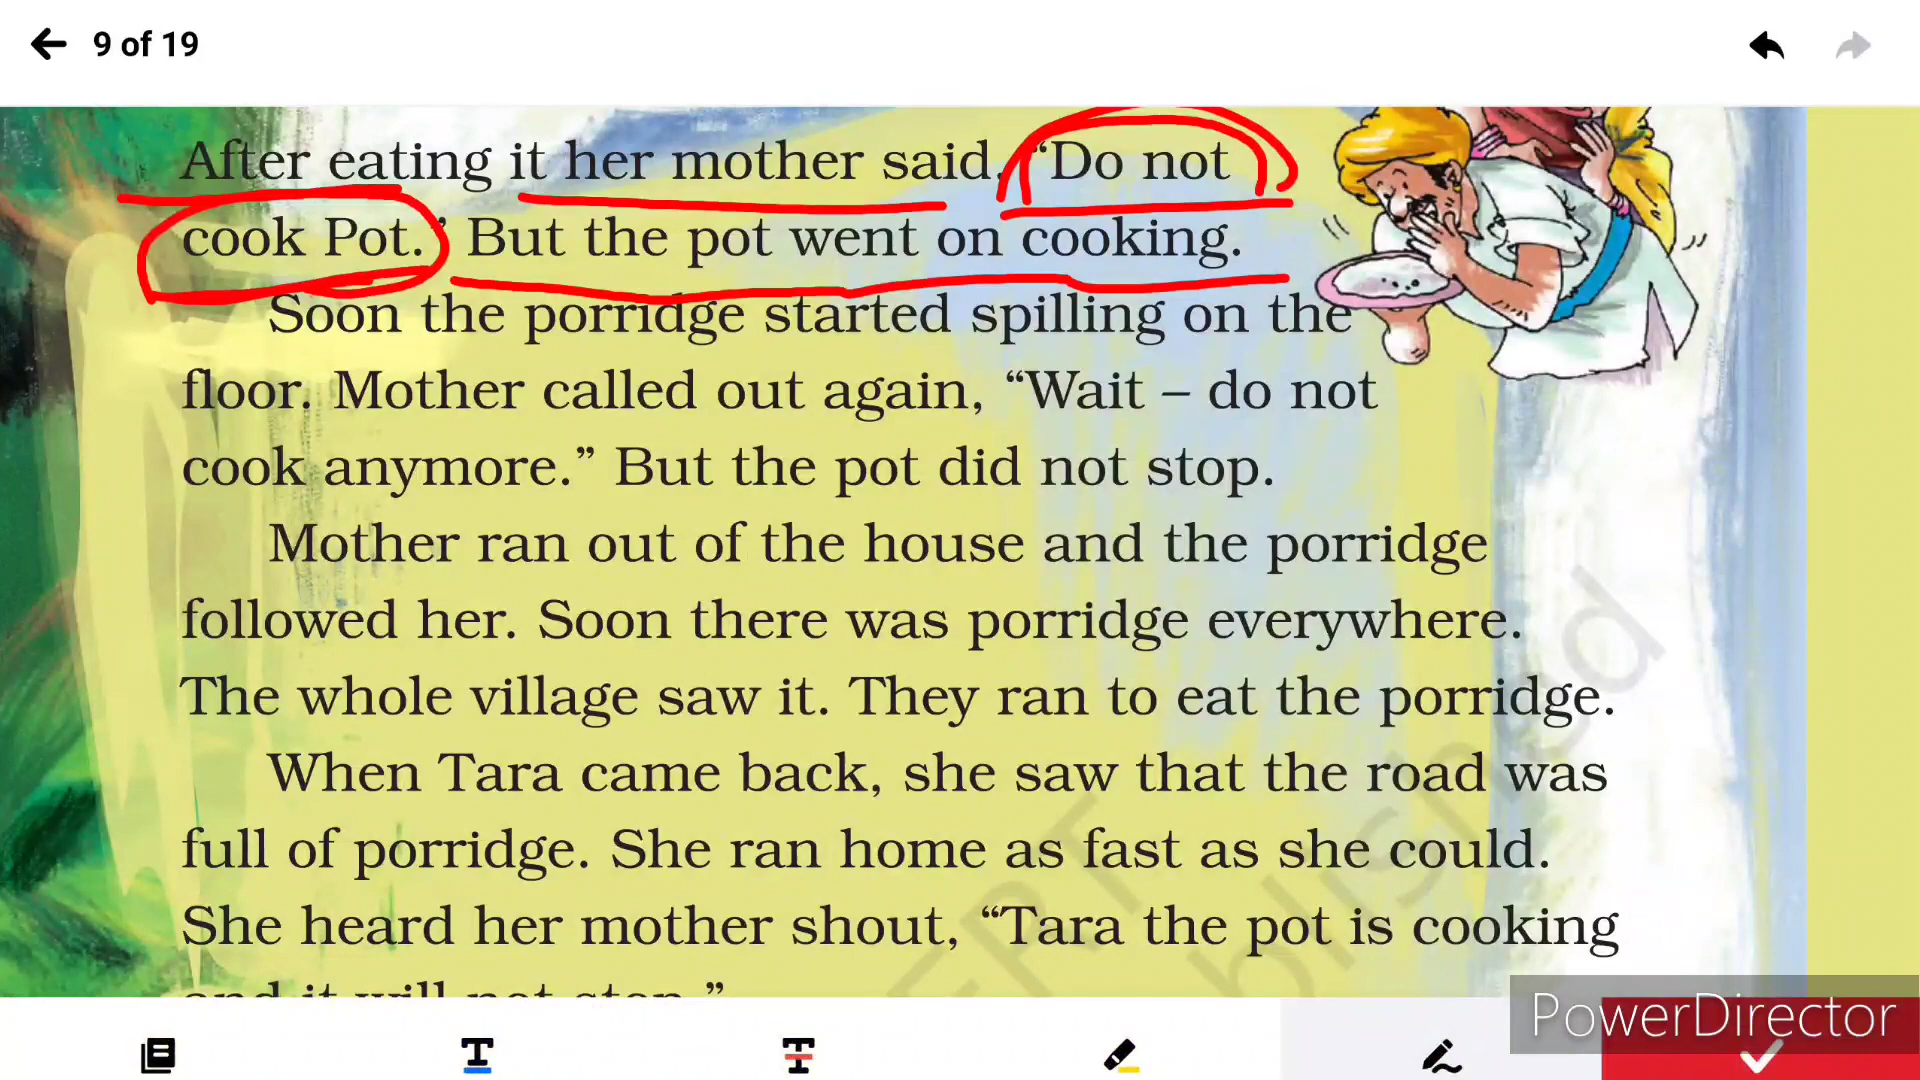 9 of 19
After eating it her mother said, “Do not
cook Pot.” But the pot went on cooking.
Soon the porridge started spilling on the
floor. Mother called out again, “Wait – do not
cook anymore.” But the pot did not stop.
Mother ran out of the house and the porridge
followed her. Soon there was porridge everywhere.
The whole village saw it. They ran to eat the porridge.
When Tara came back, she saw that the road was
full of porridge. She ran home as fast as she could.
She heard her mother shout, “Tara the pot is cooking
and it will not stop.”
PowerDirector